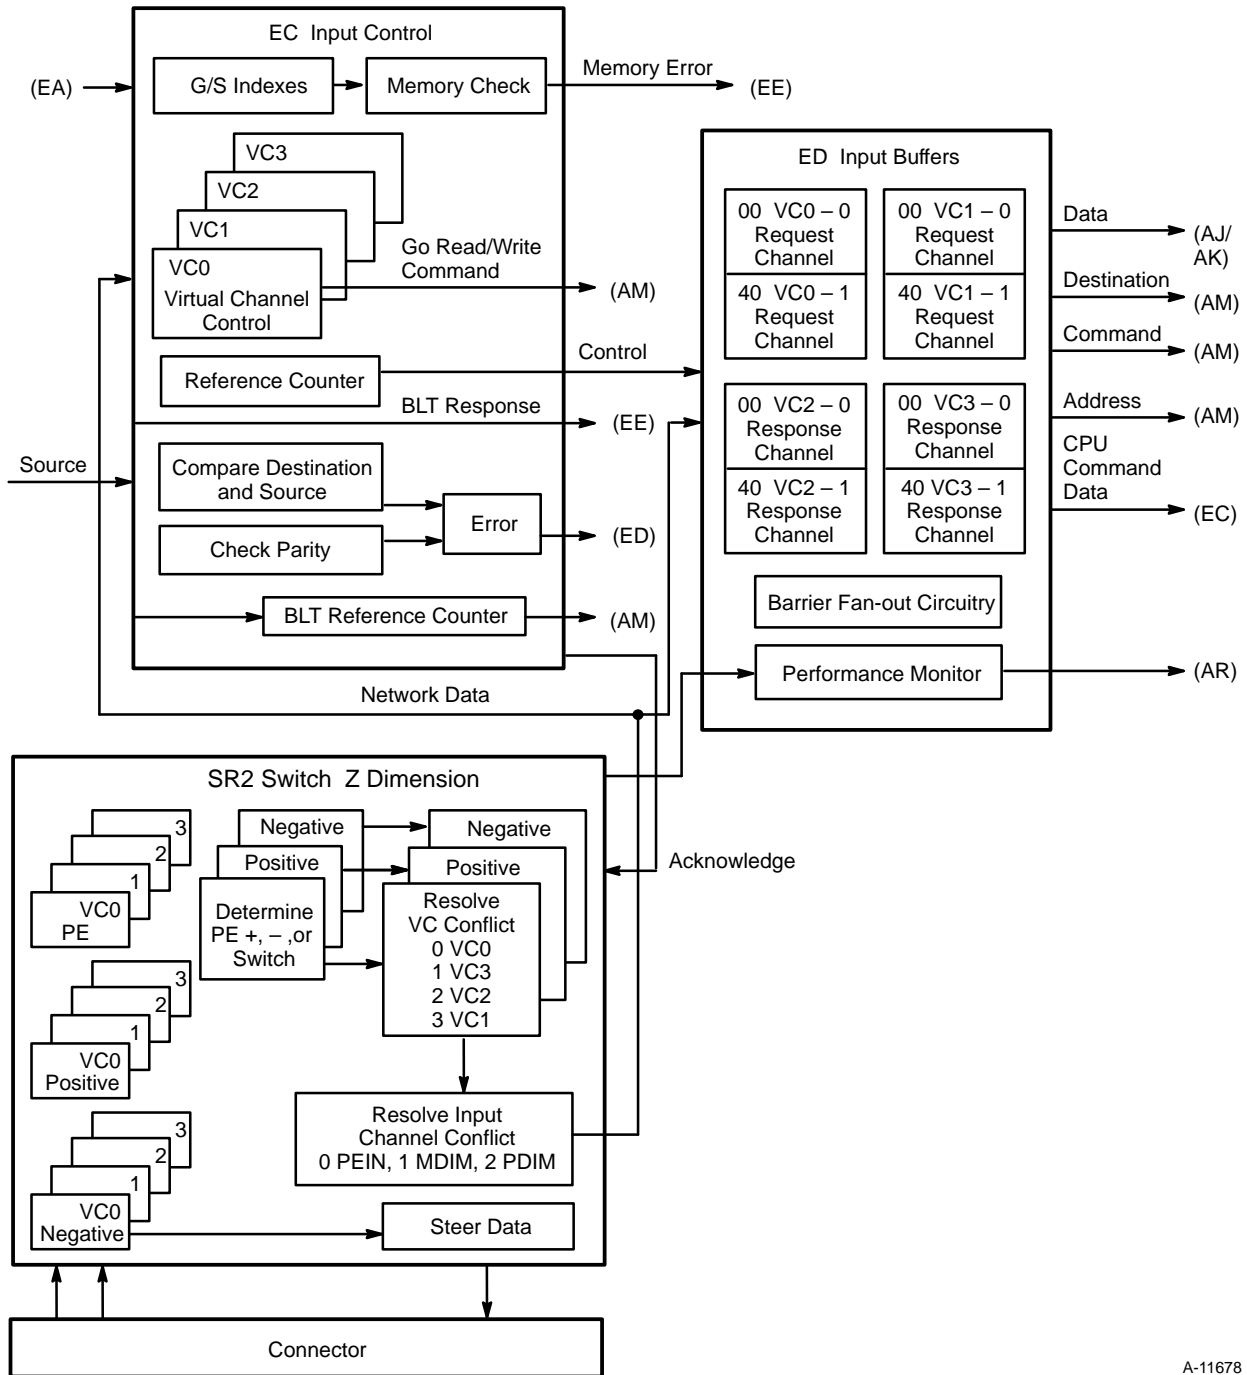 EC Input Control
(EA)
G/S Indexes
Memory Check
Memory Error
(EE)
VC3
VC2
VC1
VC0
Virtual Channel
Control
Go Read/Write
Command
(AM)
Reference Counter
Control
BLT Response
(EE)
Source
Compare Destination
and Source
Check Parity
Error
(ED)
BLT Reference Counter
(AM)
Network Data
ED Input Buffers
00 VC0 – 0
Request
Channel
40 VC0 – 1
Request
Channel
00 VC1 – 0
Request
Channel
40 VC1 – 1
Request
Channel
00 VC2 – 0
Response
Channel
40 VC2 – 1
Response
Channel
00 VC3 – 0
Response
Channel
40 VC3 – 1
Response
Channel
Barrier Fan-out Circuitry
Performance Monitor
Data
(AJ/
AK)
Destination
(AM)
Command
(AM)
Address
(AM)
CPU
Command
Data
(EC)
(AR)
SR2 Switch Z Dimension
3
2
1
VC0
PE
3
2
1
VC0
Positive
3
2
1
VC0
Negative
Negative
Positive
Determine
PE +, – ,or
Switch
Negative
Positive
Resolve
VC Conflict
0 VC0
1 VC3
2 VC2
3 VC1
Acknowledge
Resolve Input
Channel Conflict
0 PEIN, 1 MDIM, 2 PDIM
Steer Data
Connector
A-11678